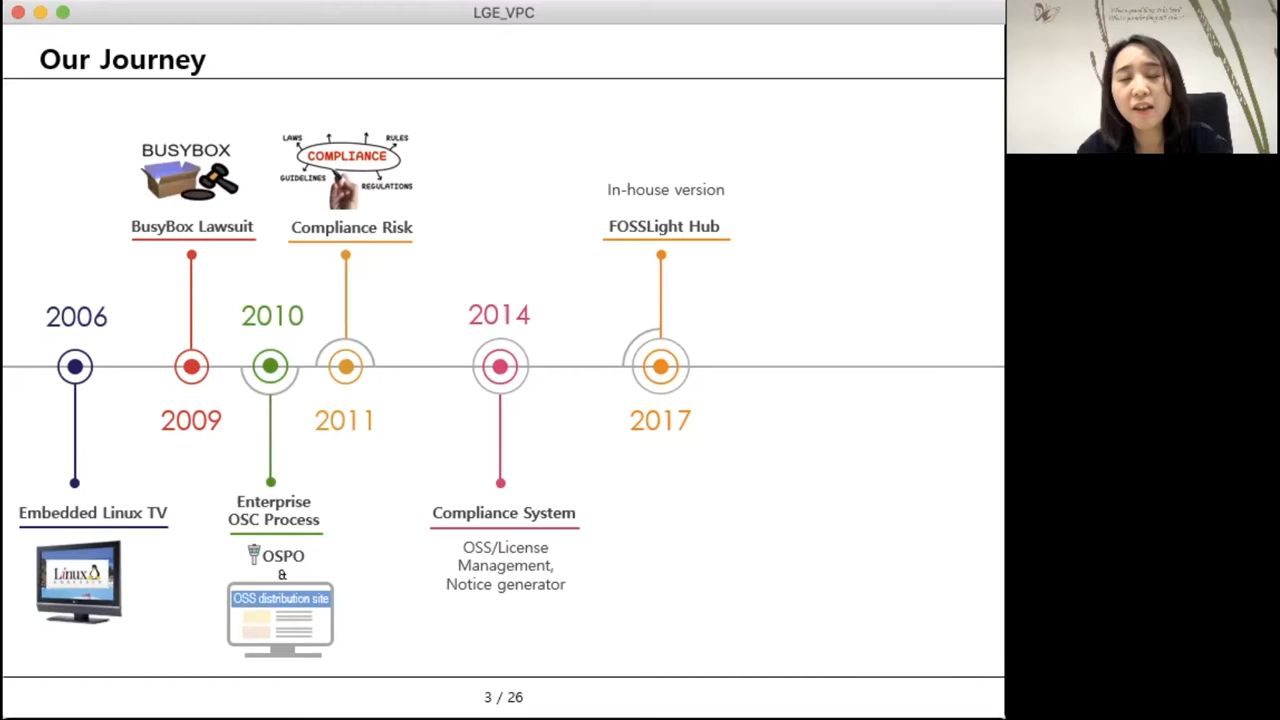 LGE_VPC
Our Journey
BUSYBOX
LAWS
RULES
COMPLIANCE
GUIDELINES
REGULATIONS
In-house version
BusyBox Lawsuit
Compliance Risk
FOSSLight Hub
2006
2010
2014
2009
2011
2017
Embedded Linux TV
Enterprise
OSC Process
Compliance System
Linux
OSPO
&
OSS distribution site
OSS/License
Management,
Notice generator
3 / 26